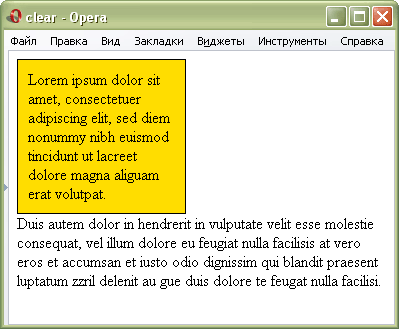 clear - Opera
Файл Правка Вид Закладки Виджеты Инструменты Справка
Lorem ipsum dolor sit
amet, consectetuer
adipiscing elit, sed diem
nonummy nibh euismod
tincidunt ut lacreet
dolore magna aliguam
erat volutpat.
Duis autem dolor in hendrerit in vulputate velit esse molestie
consequat, vel illum dolore eu feugiat nulla facilisis at vero
eros et accumsan et iusto odio dignissim qui blandit praesent
luptatum zzril delenit au gue duis dolore te feugat nulla facilisi.